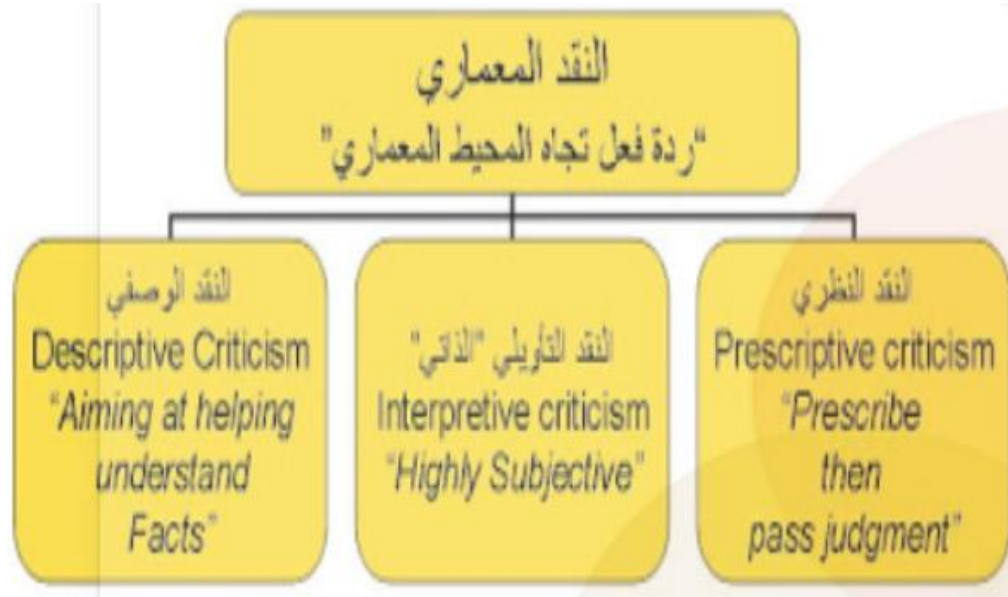 النقد المعماري
"ردة فعل تجاه المحيط المعماري"
النقد النظري
Prescriptive criticism
"Prescribe
then
pass judgment"
النقد التأويلي "الذاتي"
Interpretive criticism
"Highly Subjective"
النقد الوصفي
Descriptive Criticism
"Aiming at helping
understand
Facts"